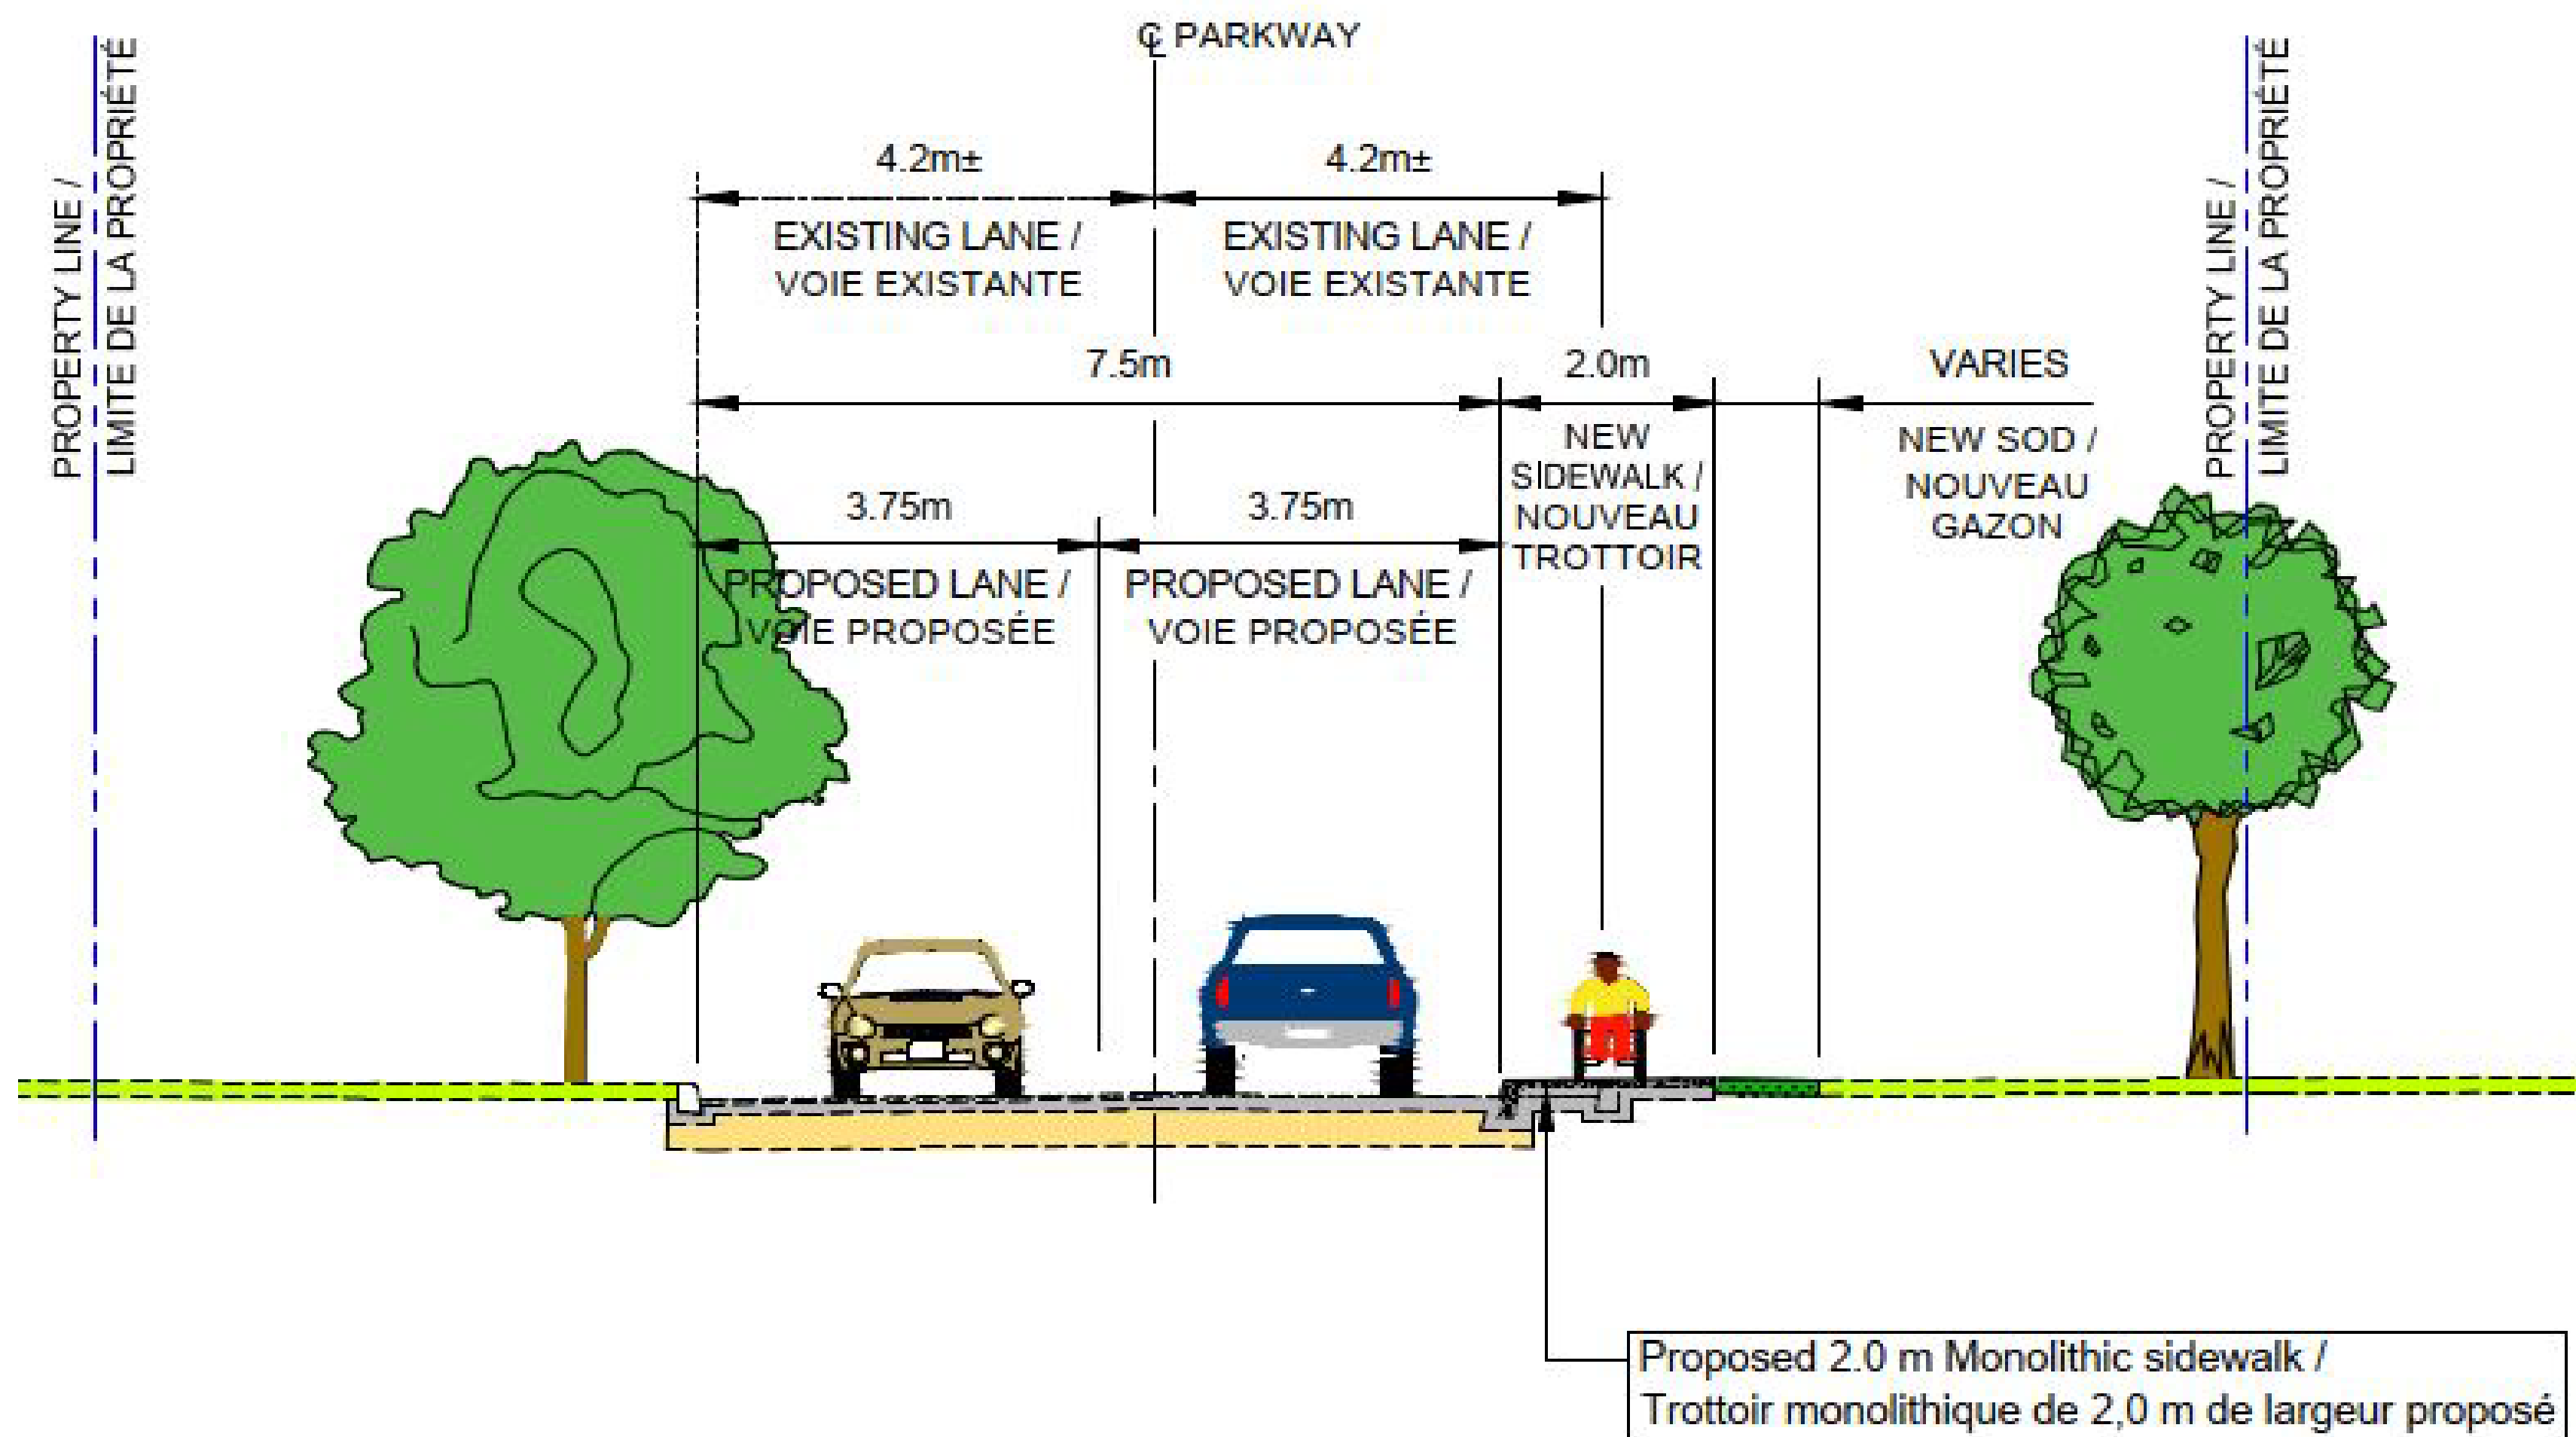 ℄ PARKWAY
PROPERTY LINE /
LIMITE DE LA PROPRIÉTÉ
PROPERTY LINE /
LIMITE DE LA PROPRIÉTÉ
4.2m±
4.2m±
EXISTING LANE /
VOIE EXISTANTE
EXISTING LANE /
VOIE EXISTANTE
7.5m
2.0m
VARIES
NEW
SIDEWALK /
NOUVEAU
TROTTOIR
NEW SOD /
NOUVEAU
GAZON
3.75m
3.75m
PROPOSED LANE /
VOIE PROPOSÉE
PROPOSED LANE /
VOIE PROPOSÉE
Proposed 2.0 m Monolithic sidewalk /
Trottoir monolithique de 2,0 m de largeur proposé